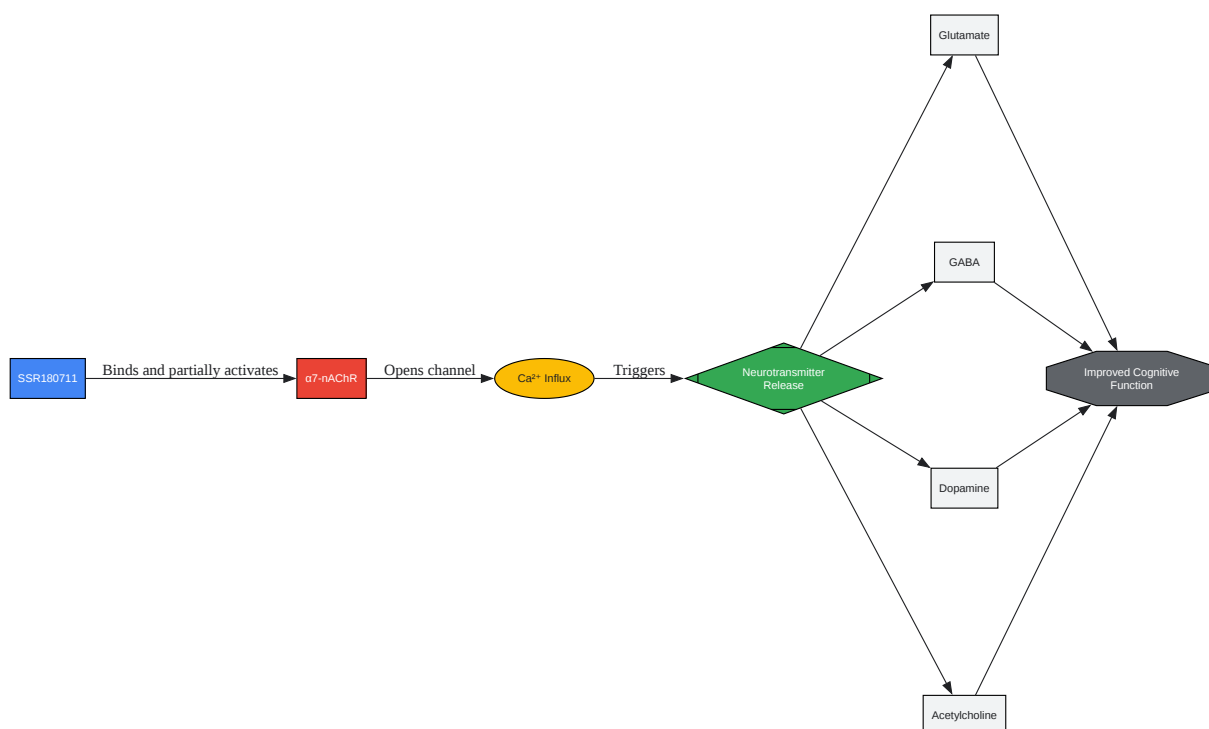 Glutamate
GABA
SSR180711
Binds and partially activates
α7-nAChR
Opens channel
Ca²⁺ Influx
Triggers
Neurotransmitter
Release
Improved Cognitive
Function
Dopamine
Acetylcholine